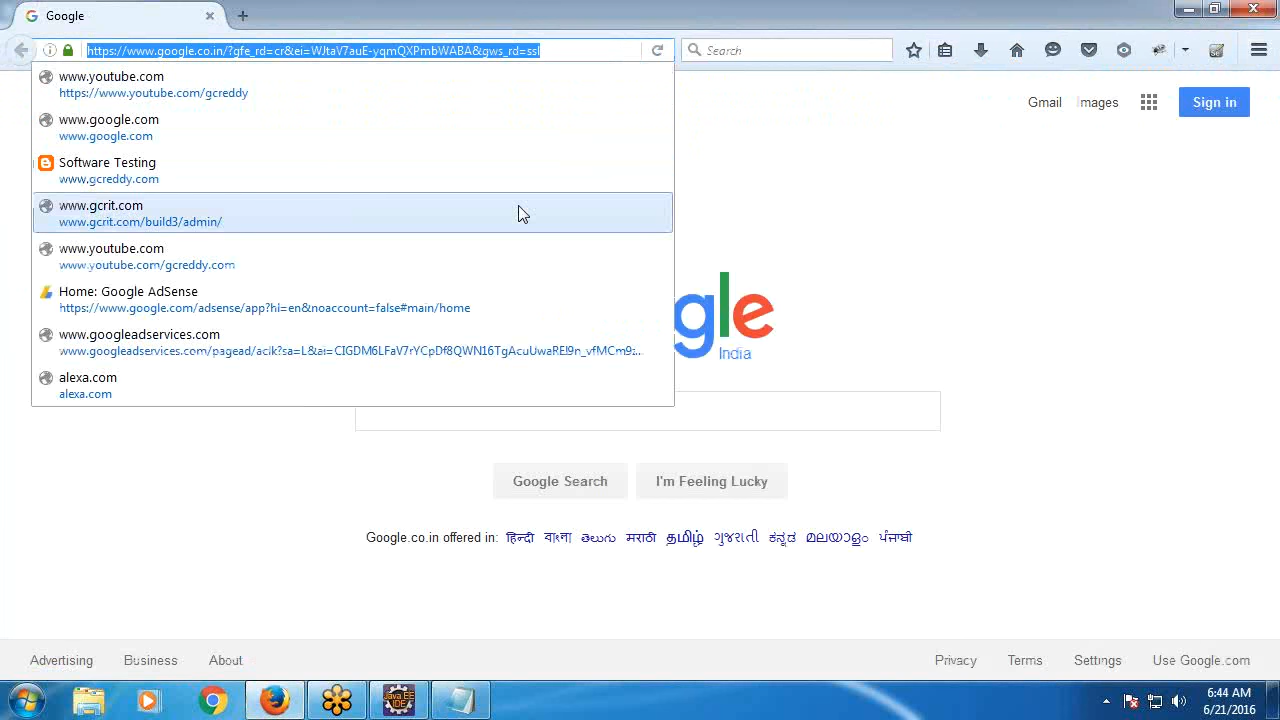 Google
https://www.google.co.in/?gfe_rd=cr&ei=WJtaV7auE-yqmQXPmbWABA&gws_rd=ssl
Search
www.youtube.com
https://www.youtube.com/gcreddy
www.google.com
www.google.com
Software Testing
www.gcreddy.com
www.gcrit.com
www.gcrit.com/build3/admin/
www.youtube.com
www.youtube.com/gcreddy.com
Home: Google AdSense
https://www.google.com/adsense/app?hl=en&noaccount=false#main/home
www.googleadservices.com
alexa.com
alexa.com
Gmail Images Sign in
gle
India
Google Search I'm Feeling Lucky
Google.co.in offered in: हिन्दी বাংলা తెలుగు मराठी தமிழ் ગુજરાતી ಕನ್ನಡ മലയാളം ਪੰਜਾਬੀ
Advertising Business About Privacy Terms Settings Use Google.com
Java EE
IDE
6:44 AM
6/21/2016